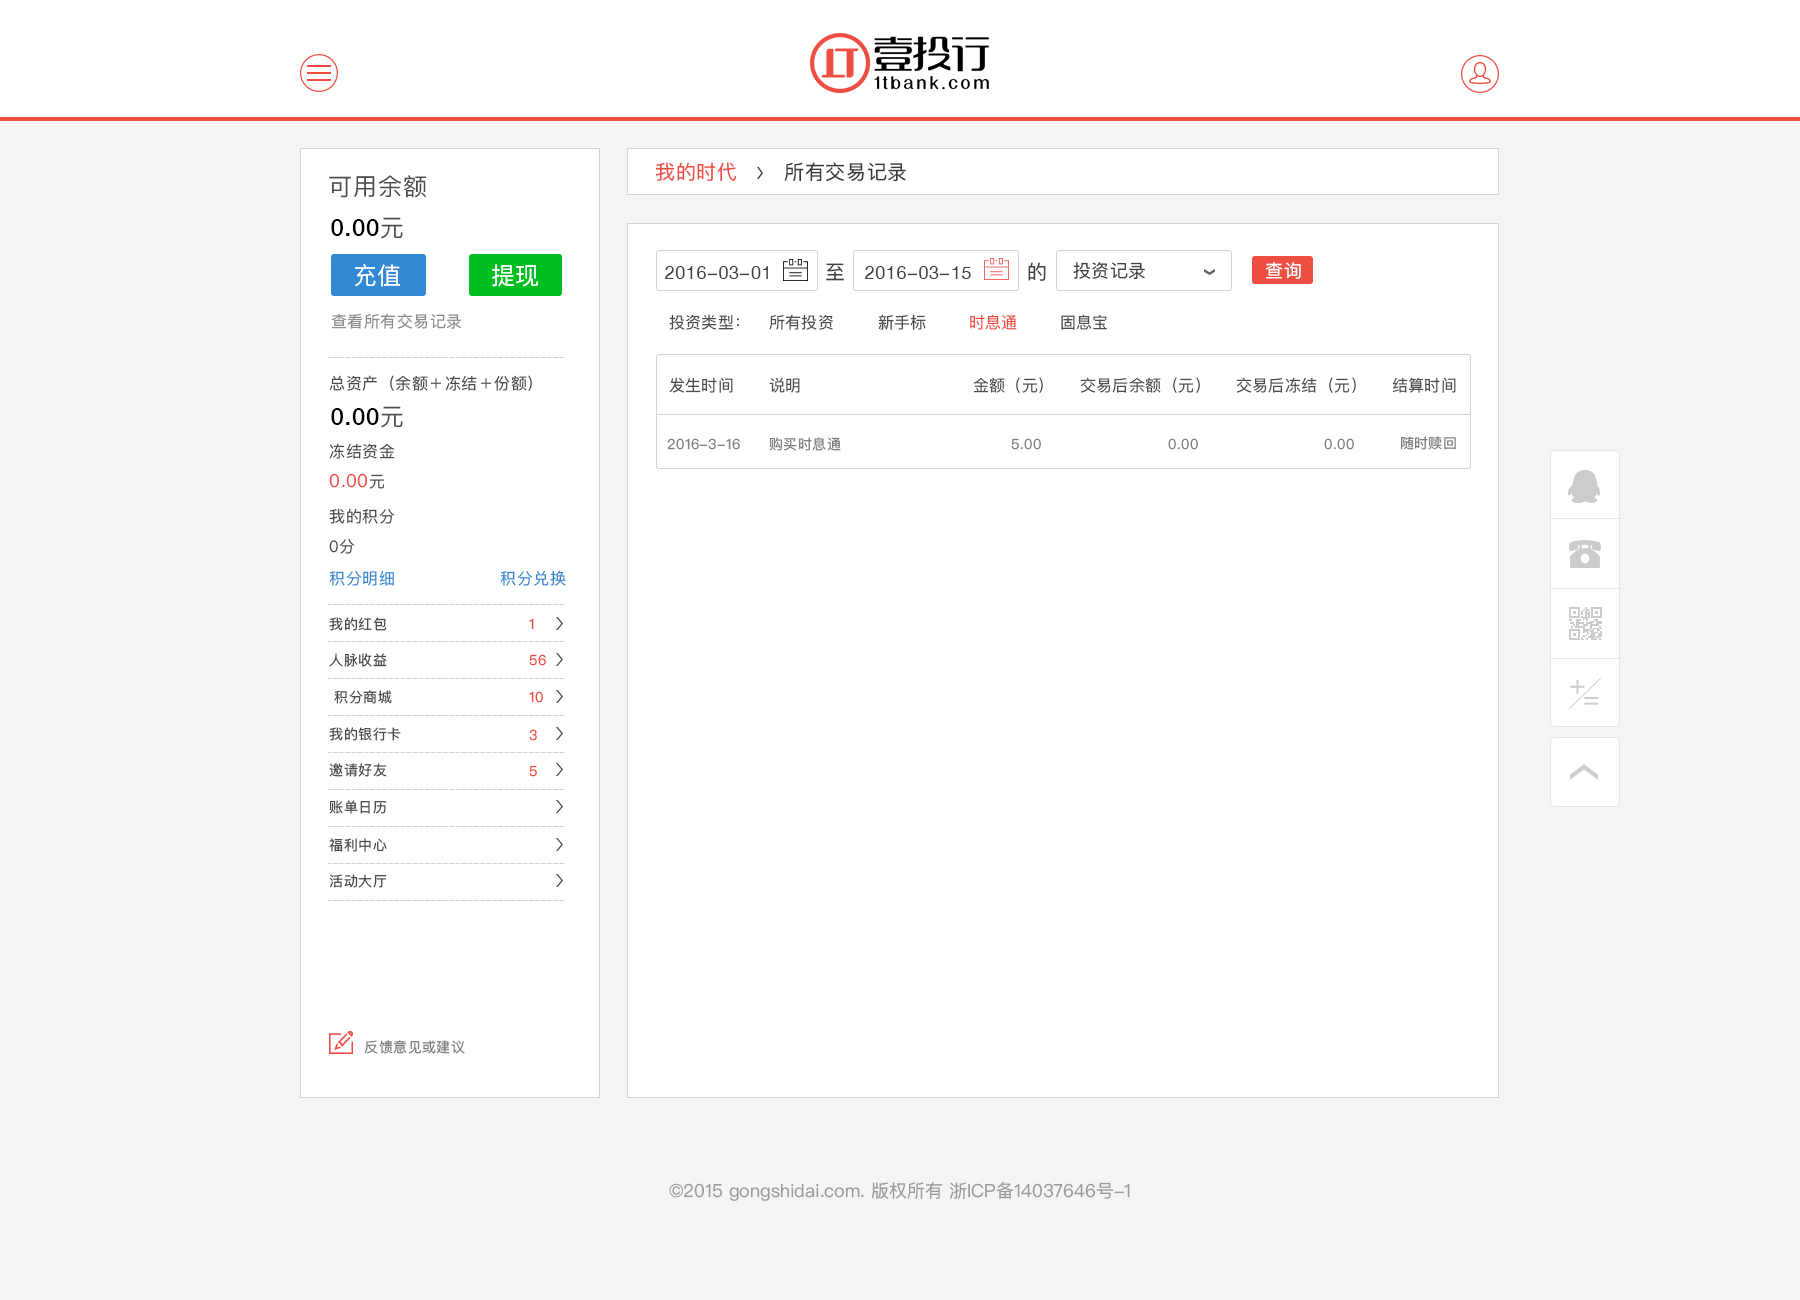 壹投行
1tbank.com
可用余额
0.00元
充值 提现
查看所有交易记录
总资产（余额＋冻结＋份额）
0.00元
冻结资金
0.00元
我的积分
0分
积分明细 积分兑换
我的红包 1
人脉收益 56
积分商城 10
我的银行卡 3
邀请好友 5
账单日历
福利中心
活动大厅
反馈意见或建议
我的时代 > 所有交易记录
2016-03-01 至 2016-03-15 的 投资记录 查询
投资类型： 所有投资 新手标 时息通 固息宝
发生时间 说明 金额（元） 交易后余额（元） 交易后冻结（元） 结算时间
2016-3-16 购买时息通 5.00 0.00 0.00 随时赎回
©2015 gongshidai.com. 版权所有 浙ICP备14037646号-1